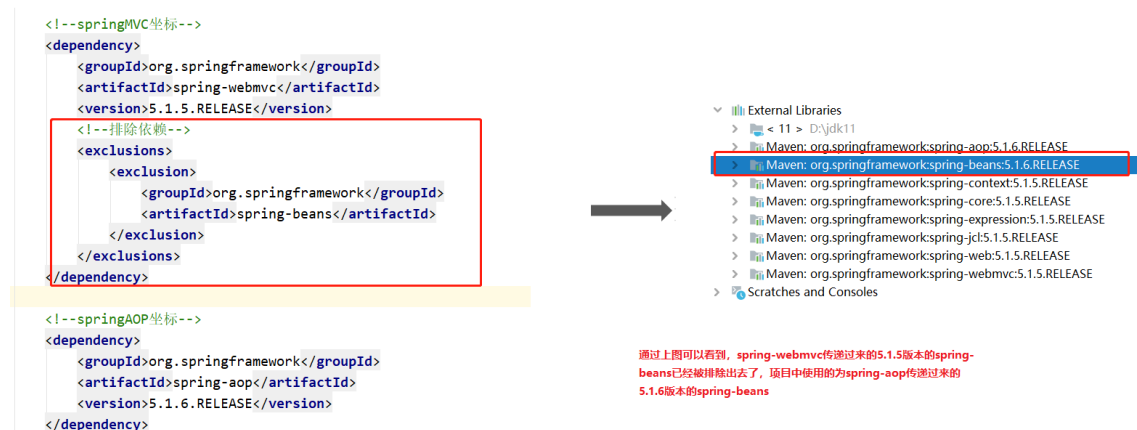 <!--springMVC坐标-->
<dependency>
<groupId>org.springframework</groupId>
<artifactId>spring-webmvc</artifactId>
<version>5.1.5.RELEASE</version>
<!--排除依赖-->
<exclusions>
<exclusion>
<groupId>org.springframework</groupId>
<artifactId>spring-beans</artifactId>
</exclusion>
</exclusions>
</dependency>
<!--springAOP坐标-->
<dependency>
<groupId>org.springframework</groupId>
<artifactId>spring-aop</artifactId>
<version>5.1.6.RELEASE</version>
</dependency>
External Libraries
< 11 > D:\jdk11
Maven: org.springframework:spring-aop:5.1.6.RELEASE
Maven: org.springframework:spring-beans:5.1.6.RELEASE
Maven: org.springframework:spring-context:5.1.5.RELEASE
Maven: org.springframework:spring-core:5.1.5.RELEASE
Maven: org.springframework:spring-expression:5.1.5.RELEASE
Maven: org.springframework:spring-jcl:5.1.5.RELEASE
Maven: org.springframework:spring-web:5.1.5.RELEASE
Maven: org.springframework:spring-webmvc:5.1.5.RELEASE
Scratches and Consoles
通过上图可以看到，spring-webmvc传递过来的5.1.5版本的spring-
beans已经被排除出去了，项目中使用的为spring-aop传递过来的
5.1.6版本的spring-beans